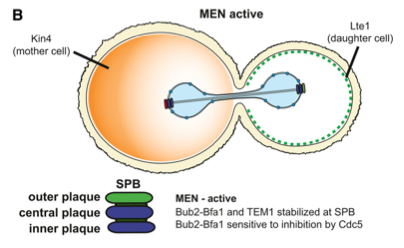 B
MEN active
Kin4
(mother cell)
Lte1
(daughter cell)
SPB
outer plaque
central plaque
inner plaque
MEN - active
Bub2-Bfa1 and TEM1 stabilized at SPB
Bub2-Bfa1 sensitive to inhibition by Cdc5